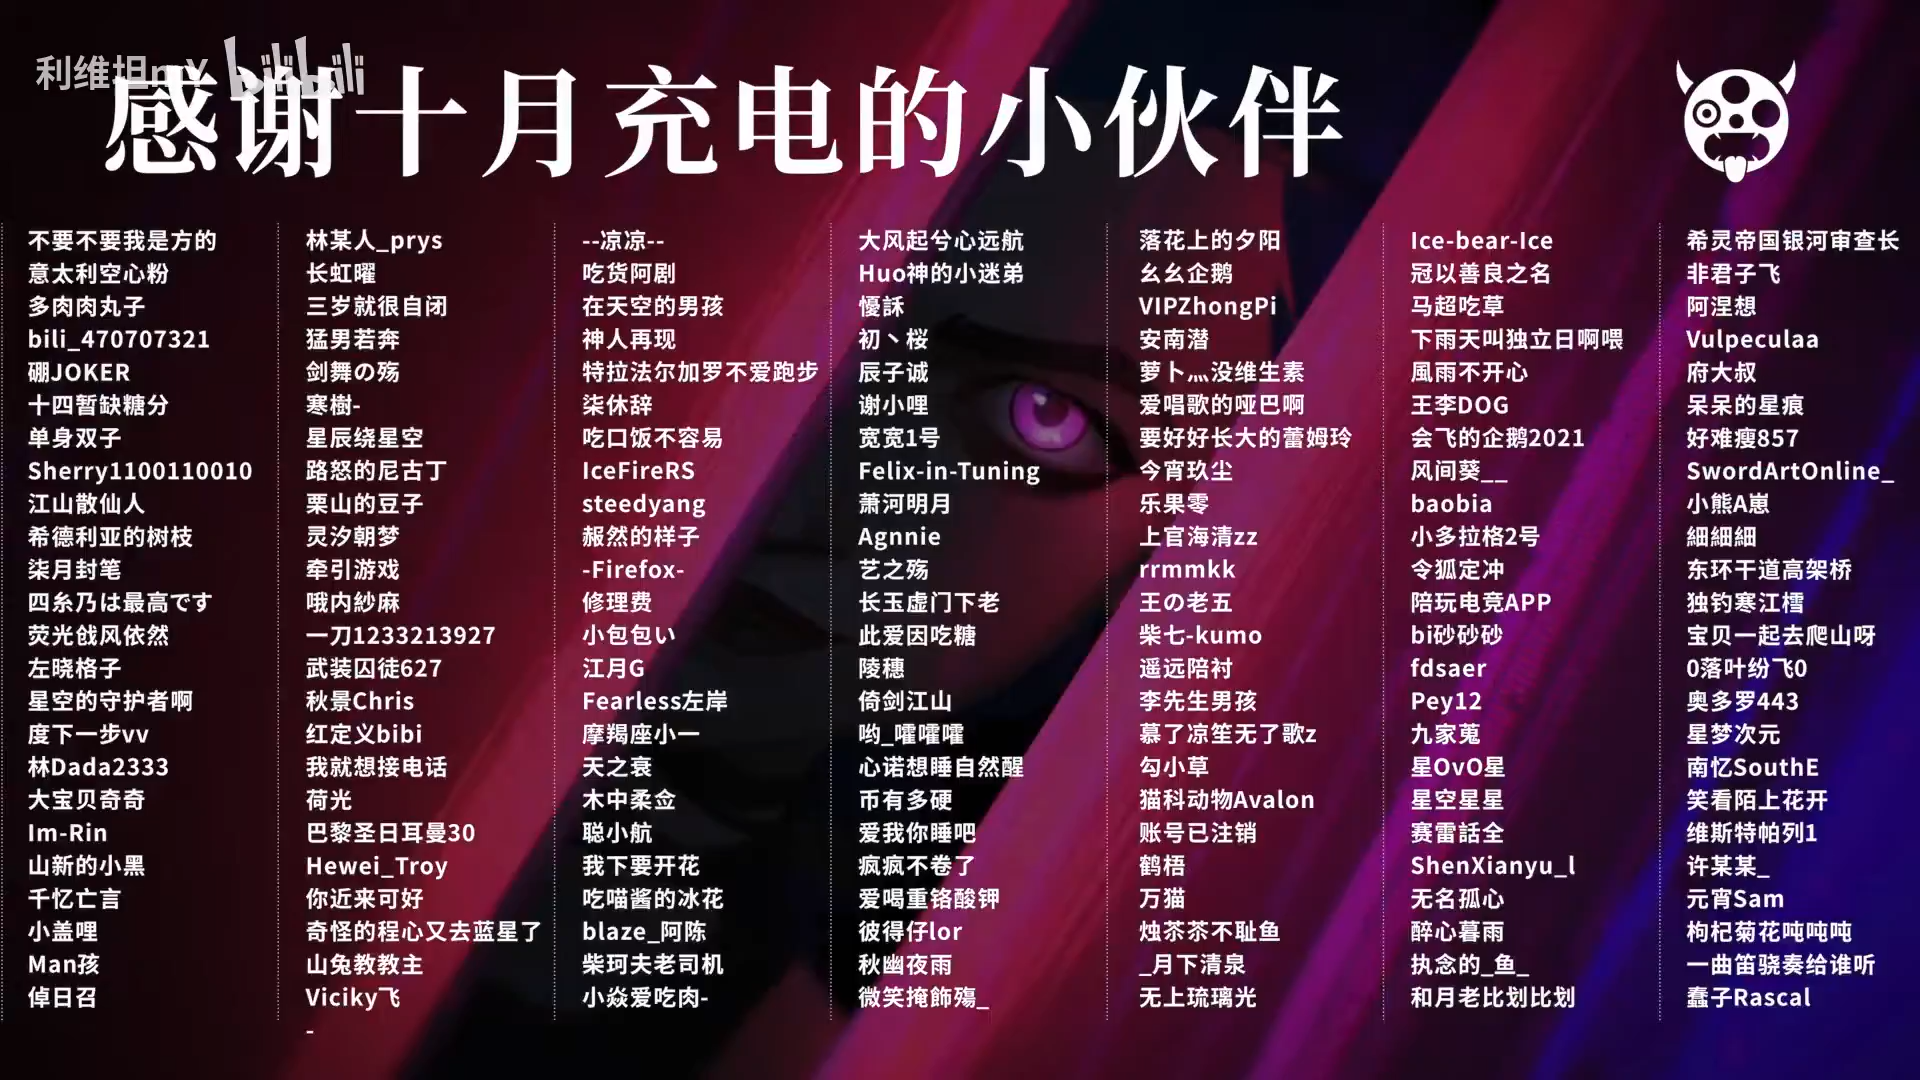 利维坦mY bilibili
感谢十月充电的小伙伴
不要不要我是方的
意太利空心粉
多肉肉丸子
bili_470707321
硼JOKER
十四暂缺糖分
单身双子
Sherry1100110010
江山散仙人
希德利亚的树枝
柒月封笔
四糸乃は最高です
荧光戗风依然
左晓格子
星空的守护者啊
度下一步vv
林Dada2333
大宝贝奇奇
Im-Rin
山新的小黑
千忆亡言
小盖哩
Man孩
倬日召
林某人_prys
长虹曜
三岁就很自闭
猛男若奔
剑舞の殇
寒樹-
星辰绕星空
路怒的尼古丁
栗山的豆子
灵汐朝梦
牵引游戏
哦内紗麻
一刀1233213927
武装囚徒627
秋景Chris
红定义bibi
我就想接电话
荷光
巴黎圣日耳曼30
Hewei_Troy
你近来可好
奇怪的程心又去蓝星了
山兔教教主
Viciky飞
-
--凉凉--
吃货阿剧
在天空的男孩
神人再现
特拉法尔加罗不爱跑步
柒休辞
吃口饭不容易
IceFireRS
steedyang
赧然的样子
-Firefox-
修理费
小包包い
江月G
Fearless左岸
摩羯座小一
天之衰
木中柔佥
聪小航
我下要开花
吃喵酱的冰花
blaze_阿陈
柴珂夫老司机
小焱爱吃肉-
大风起兮心远航
Huo神的小迷弟
懮訸
初丶桜
辰子诚
谢小哩
宽宽1号
Felix-in-Tuning
萧河明月
Agnnie
艺之殇
长玉虚门下老
此爱因吃糖
陵穗
倚剑江山
哟_嚯嚯嚯
心诺想睡自然醒
币有多硬
爱我你睡吧
疯疯不卷了
爱喝重铬酸钾
彼得仔lor
秋幽夜雨
微笑掩飾殤_
落花上的夕阳
幺幺企鹅
VIPZhongPi
安南潜
萝卜灬没维生素
爱唱歌的哑巴啊
要好好长大的蕾姆玲
今宵玖尘
乐果零
上官海清zz
rrmmkk
王の老五
柴七-kumo
遥远陪衬
李先生男孩
慕了凉笙无了歌z
勾小草
猫科动物Avalon
账号已注销
鹤梧
万猫
烛茶茶不耻鱼
_月下清泉
无上琉璃光
Ice-bear-Ice
冠以善良之名
马超吃草
下雨天叫独立日啊喂
風雨不开心
王李DOG
会飞的企鹅2021
风间葵__
baobia
小多拉格2号
令狐定冲
陪玩电竞APP
bi砂砂砂
fdsaer
Pey12
九家蒐
星OvO星
星空星星
赛雷話全
ShenXianyu_l
无名孤心
醉心暮雨
执念的_鱼_
和月老比划比划
希灵帝国银河审查长
非君子飞
阿涅想
Vulpeculaa
府大叔
呆呆的星痕
好难瘦857
SwordArtOnline_
小熊A崽
細細細
东环干道高架桥
独钓寒江樰
宝贝一起去爬山呀
0落叶纷飞0
奥多罗443
星梦次元
南忆SouthE
笑看陌上花开
维斯特帕列1
许某某_
元宵Sam
枸杞菊花吨吨吨
一曲笛骁奏给谁听
蠢子Rascal